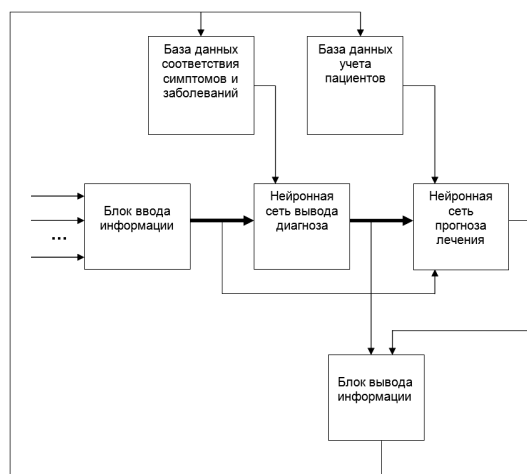 База данных
соответствия
симптомов и
заболеваний
База данных
учета
пациентов
Блок ввода
информации
Нейронная
сеть вывода
диагноза
Нейронная
сеть
прогноза
лечения
...
Блок вывода
информации